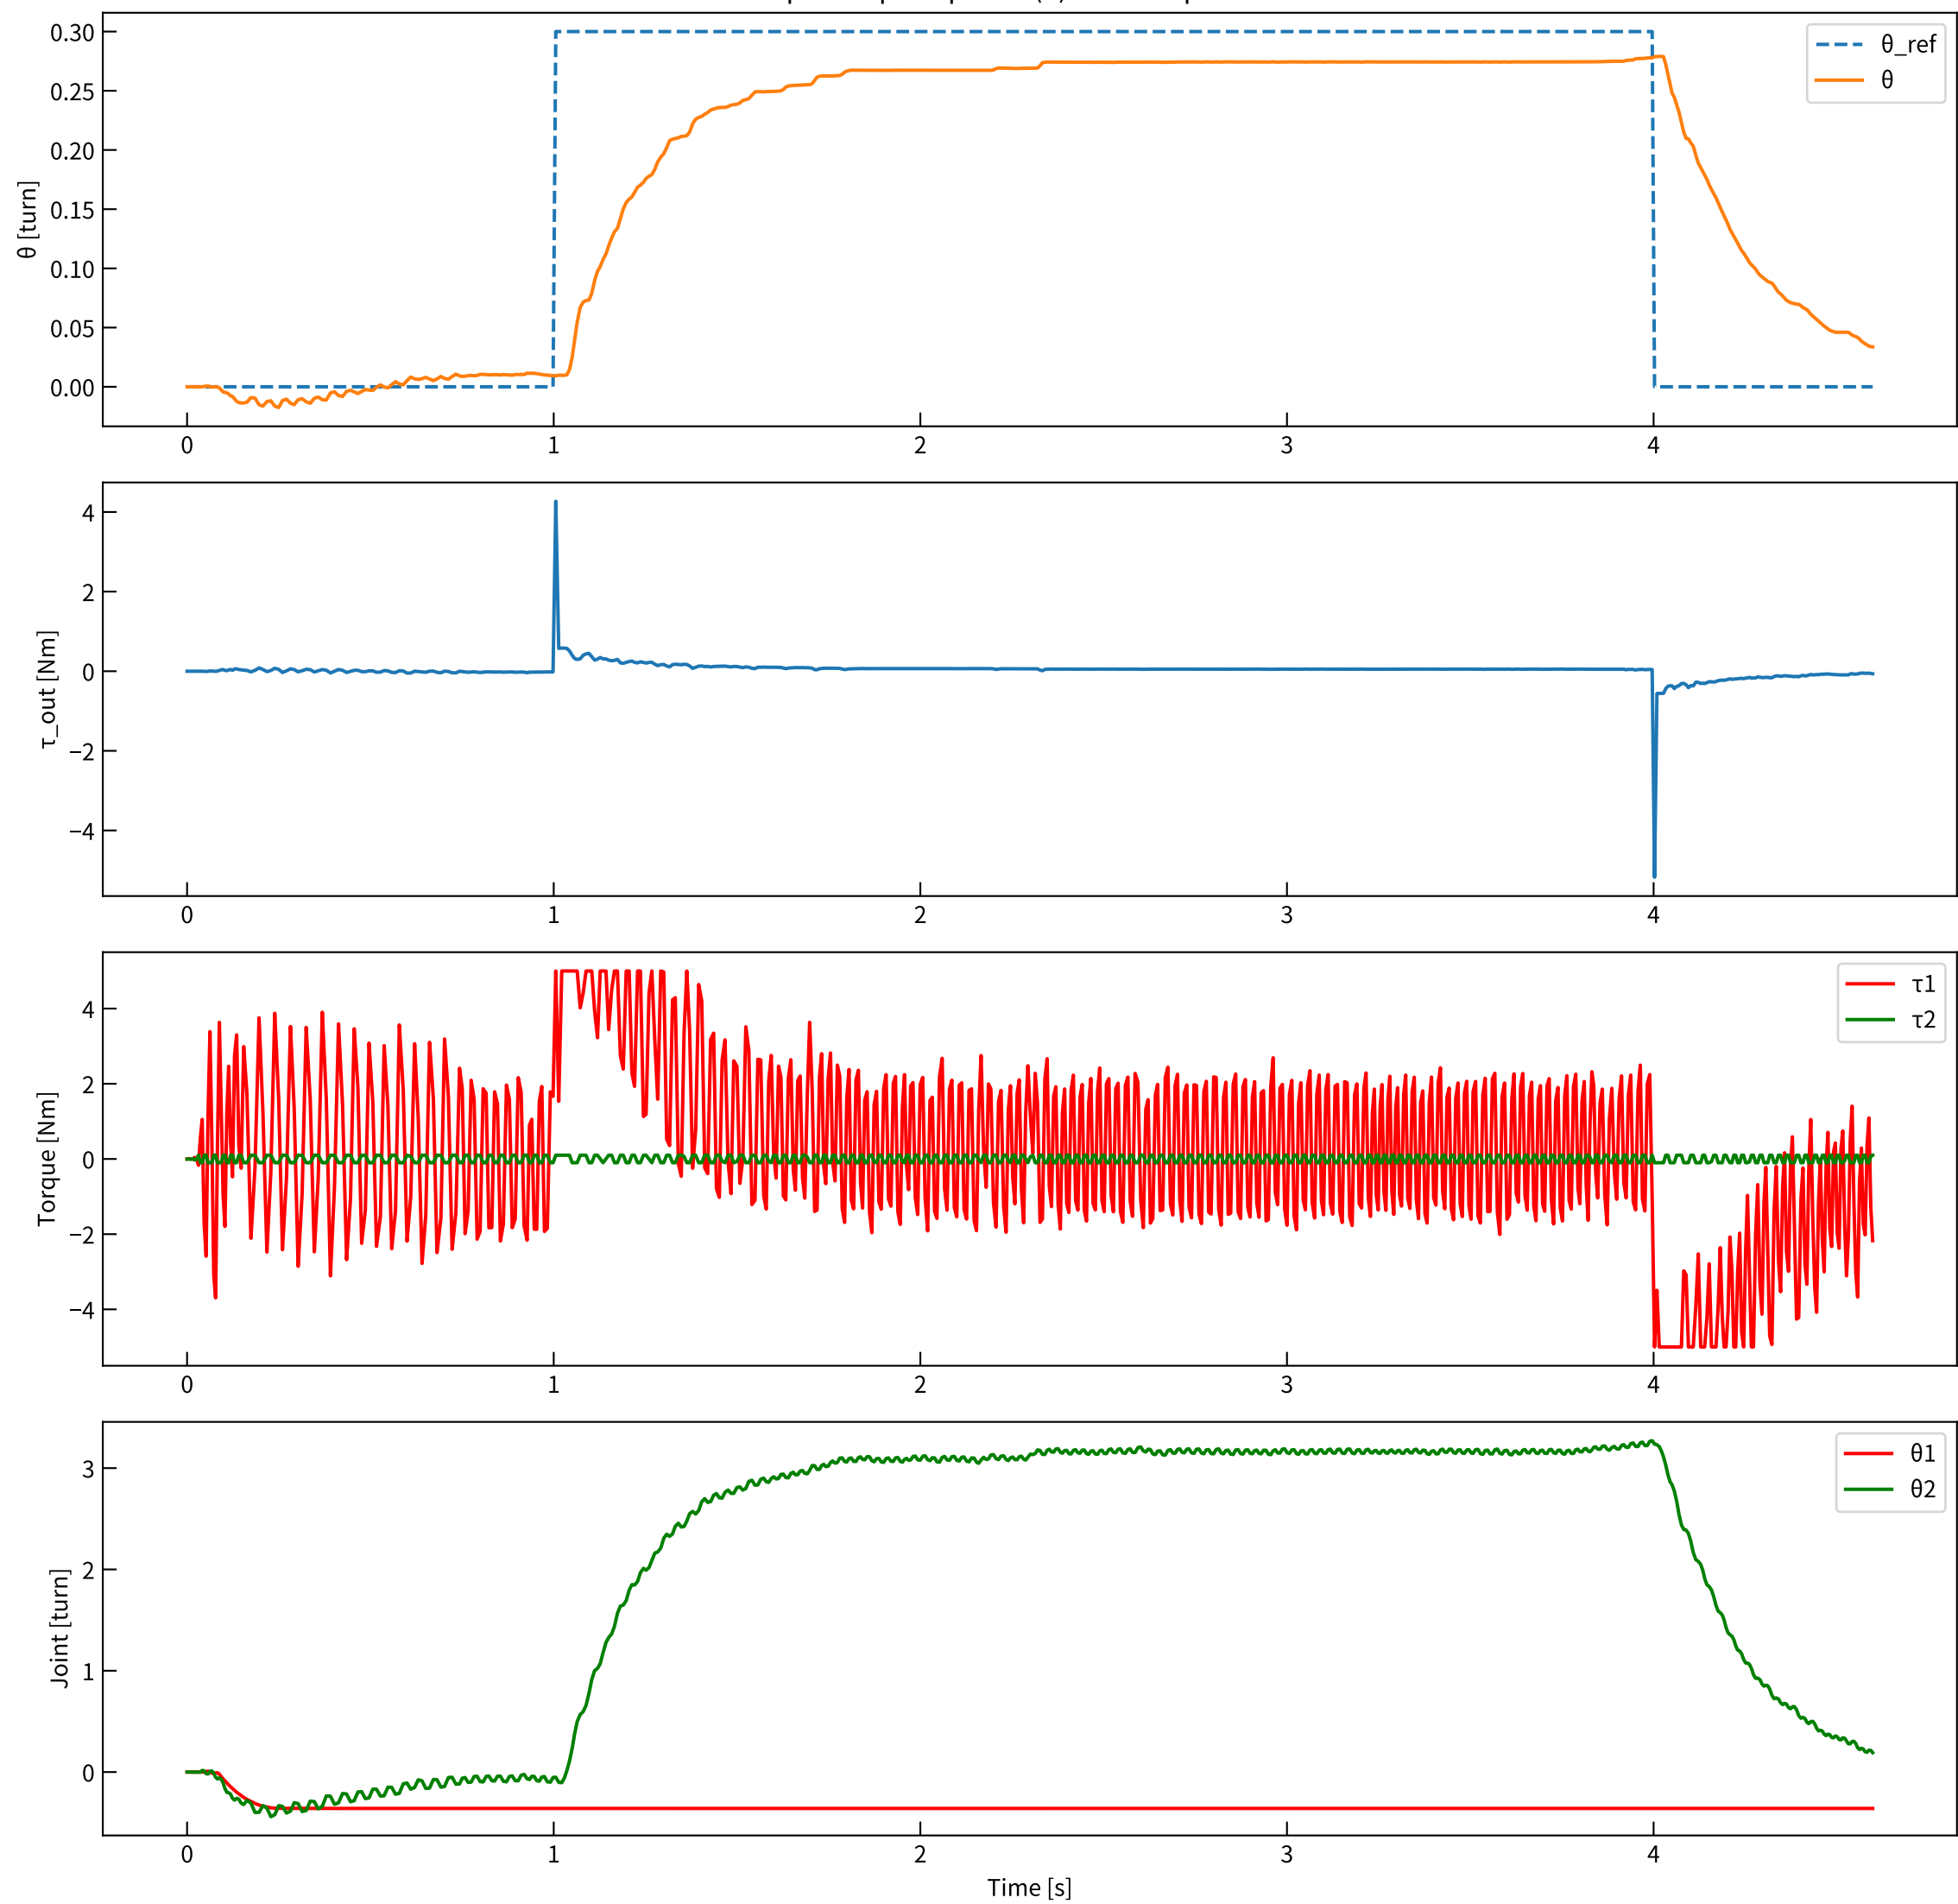 0.30
0.25
0.20
0.15
0.10
0.05
0.00
θ [turn]
θ_ref
θ
0 1 2 3 4
4
2
0
−2
−4
τ_out [Nm]
0 1 2 3 4
4
2
0
−2
−4
Torque [Nm]
τ1
τ2
0 1 2 3 4
3
2
1
0
Joint [turn]
θ1
θ2
0 1 2 3 4
Time [s]